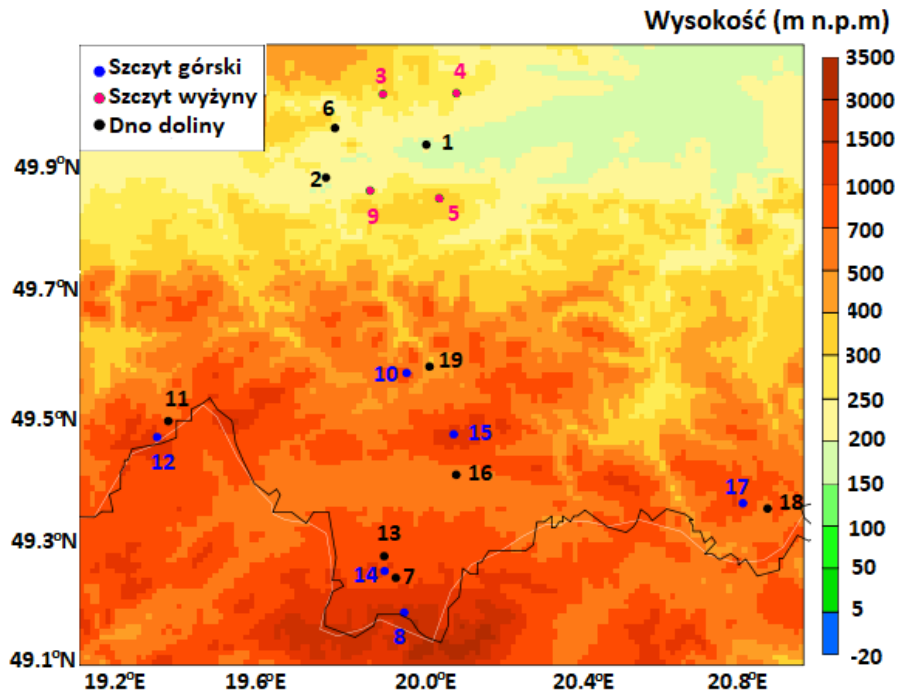 Wysokość (m n.p.m)
Szczyt górski
Szczyt wyżyny
Dno doliny
3500
3000
1500
1000
700
500
400
300
250
200
150
100
50
5
-20
49.9°N
49.7°N
49.5°N
49.3°N
49.1°N
19.2°E
19.6°E
20.0°E
20.4°E
20.8°E
3
4
6
1
2
9
5
19
10
11
12
15
16
17
18
13
14
7
8